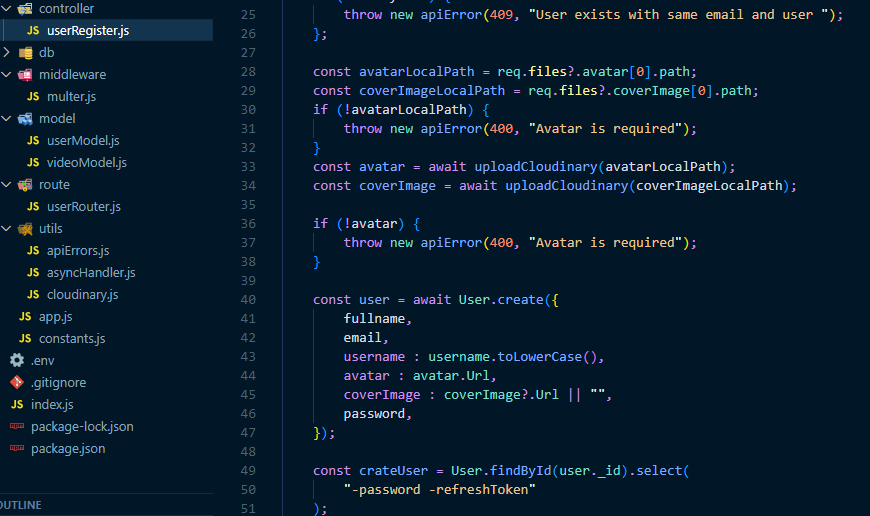 controller
JS userRegister.js
db
middleware
JS multer.js
model
JS userModel.js
JS videoModel.js
route
JS userRouter.js
utils
JS apiErrors.js
JS asyncHandler.js
JS cloudinary.js
JS app.js
JS constants.js
.env
.gitignore
JS index.js
package-lock.json
package.json
OUTLINE
25 throw new apiError(409, "User exists with same email and user ");
26 };
27
28 const avatarLocalPath = req.files?.avatar[0].path;
29 const coverImageLocalPath = req.files?.coverImage[0].path;
30 if (!avatarLocalPath) {
31 throw new apiError(400, "Avatar is required");
32 }
33 const avatar = await uploadCloudinary(avatarLocalPath);
34 const coverImage = await uploadCloudinary(coverImageLocalPath);
35
36 if (!avatar) {
37 throw new apiError(400, "Avatar is required");
38 }
39
40 const user = await User.create({
41 fullname,
42 email,
43 username : username.toLowerCase(),
44 avatar : avatar.Url,
45 coverImage : coverImage?.Url || "",
46 password,
47 });
48
49 const crateUser = User.findById(user._id).select(
50 "-password -refreshToken"
51 );